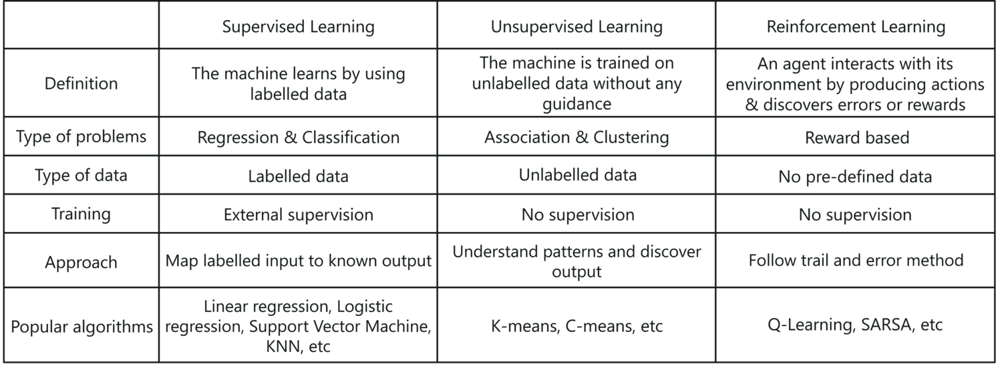 Supervised Learning
Unsupervised Learning
Reinforcement Learning
Definition
The machine learns by using
labelled data
The machine is trained on
unlabelled data without any
guidance
An agent interacts with its
environment by producing actions
& discovers errors or rewards
Type of problems
Regression & Classification
Association & Clustering
Reward based
Type of data
Labelled data
Unlabelled data
No pre-defined data
Training
External supervision
No supervision
No supervision
Approach
Map labelled input to known output
Understand patterns and discover
output
Follow trail and error method
Popular algorithms
Linear regression, Logistic
regression, Support Vector Machine,
KNN, etc
K-means, C-means, etc
Q-Learning, SARSA, etc